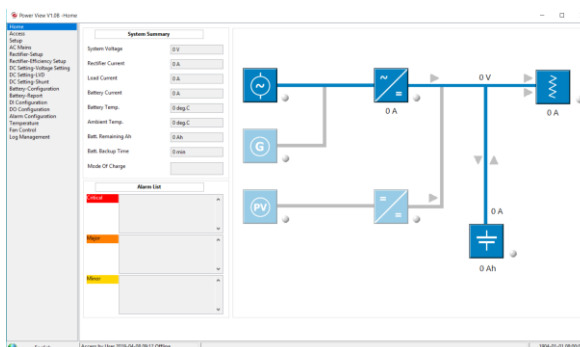 Power View V1.08 -Home
Home
Access
Setup
AC Mains
Rectifier-Setup
Rectifier-Efficiency Setup
DC Setting-Voltage Setting
DC Setting-LVD
DC Setting-Shunt
Battery-Configuration
Battery-Report
DI Configuration
DO Configuration
Alarm Configuration
Temperature
Fan Control
Log Management
System Summary
System Voltage 0 V
Rectifier Current 0 A
Load Current 0 A
Battery Current 0 A
Battery Temp. 0 deg.C
Ambient Temp. 0 deg.C
Batt. Remaining Ah 0 Ah
Batt. Backup Time 0 min
Mode Of Charge
Alarm List
Critical
Major
Minor
0 V
0 A
0 A
G
PV
0 A
0 Ah